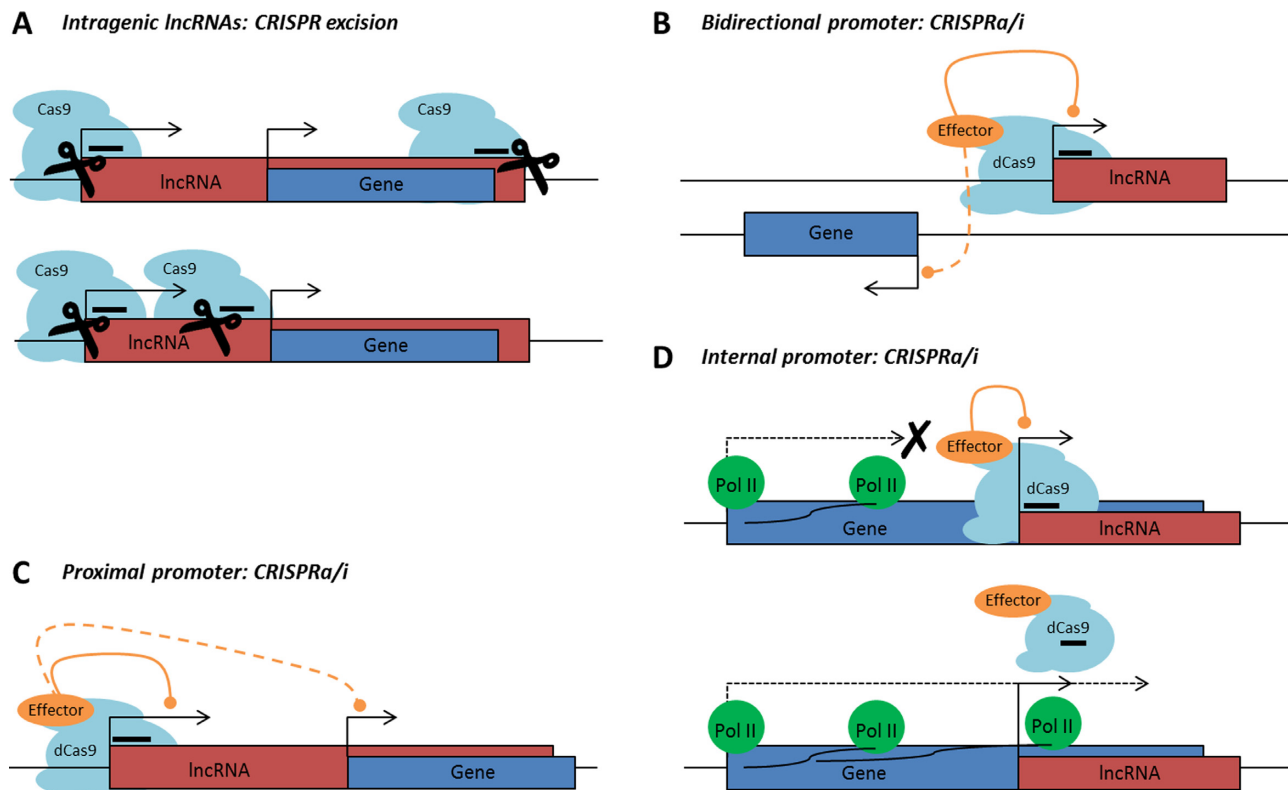 A Intragenic lncRNAs: CRISPR excision
Cas9
Cas9
lncRNA
Gene
Cas9
Cas9
lncRNA
Gene
B Bidirectional promoter: CRISPRa/i
Effector
dCas9
lncRNA
Gene
C Proximal promoter: CRISPRa/i
Effector
dCas9
lncRNA
Gene
D Internal promoter: CRISPRa/i
Effector
Pol II
Pol II
dCas9
Gene
lncRNA
Effector
dCas9
Pol II
Pol II
Pol II
Gene
lncRNA